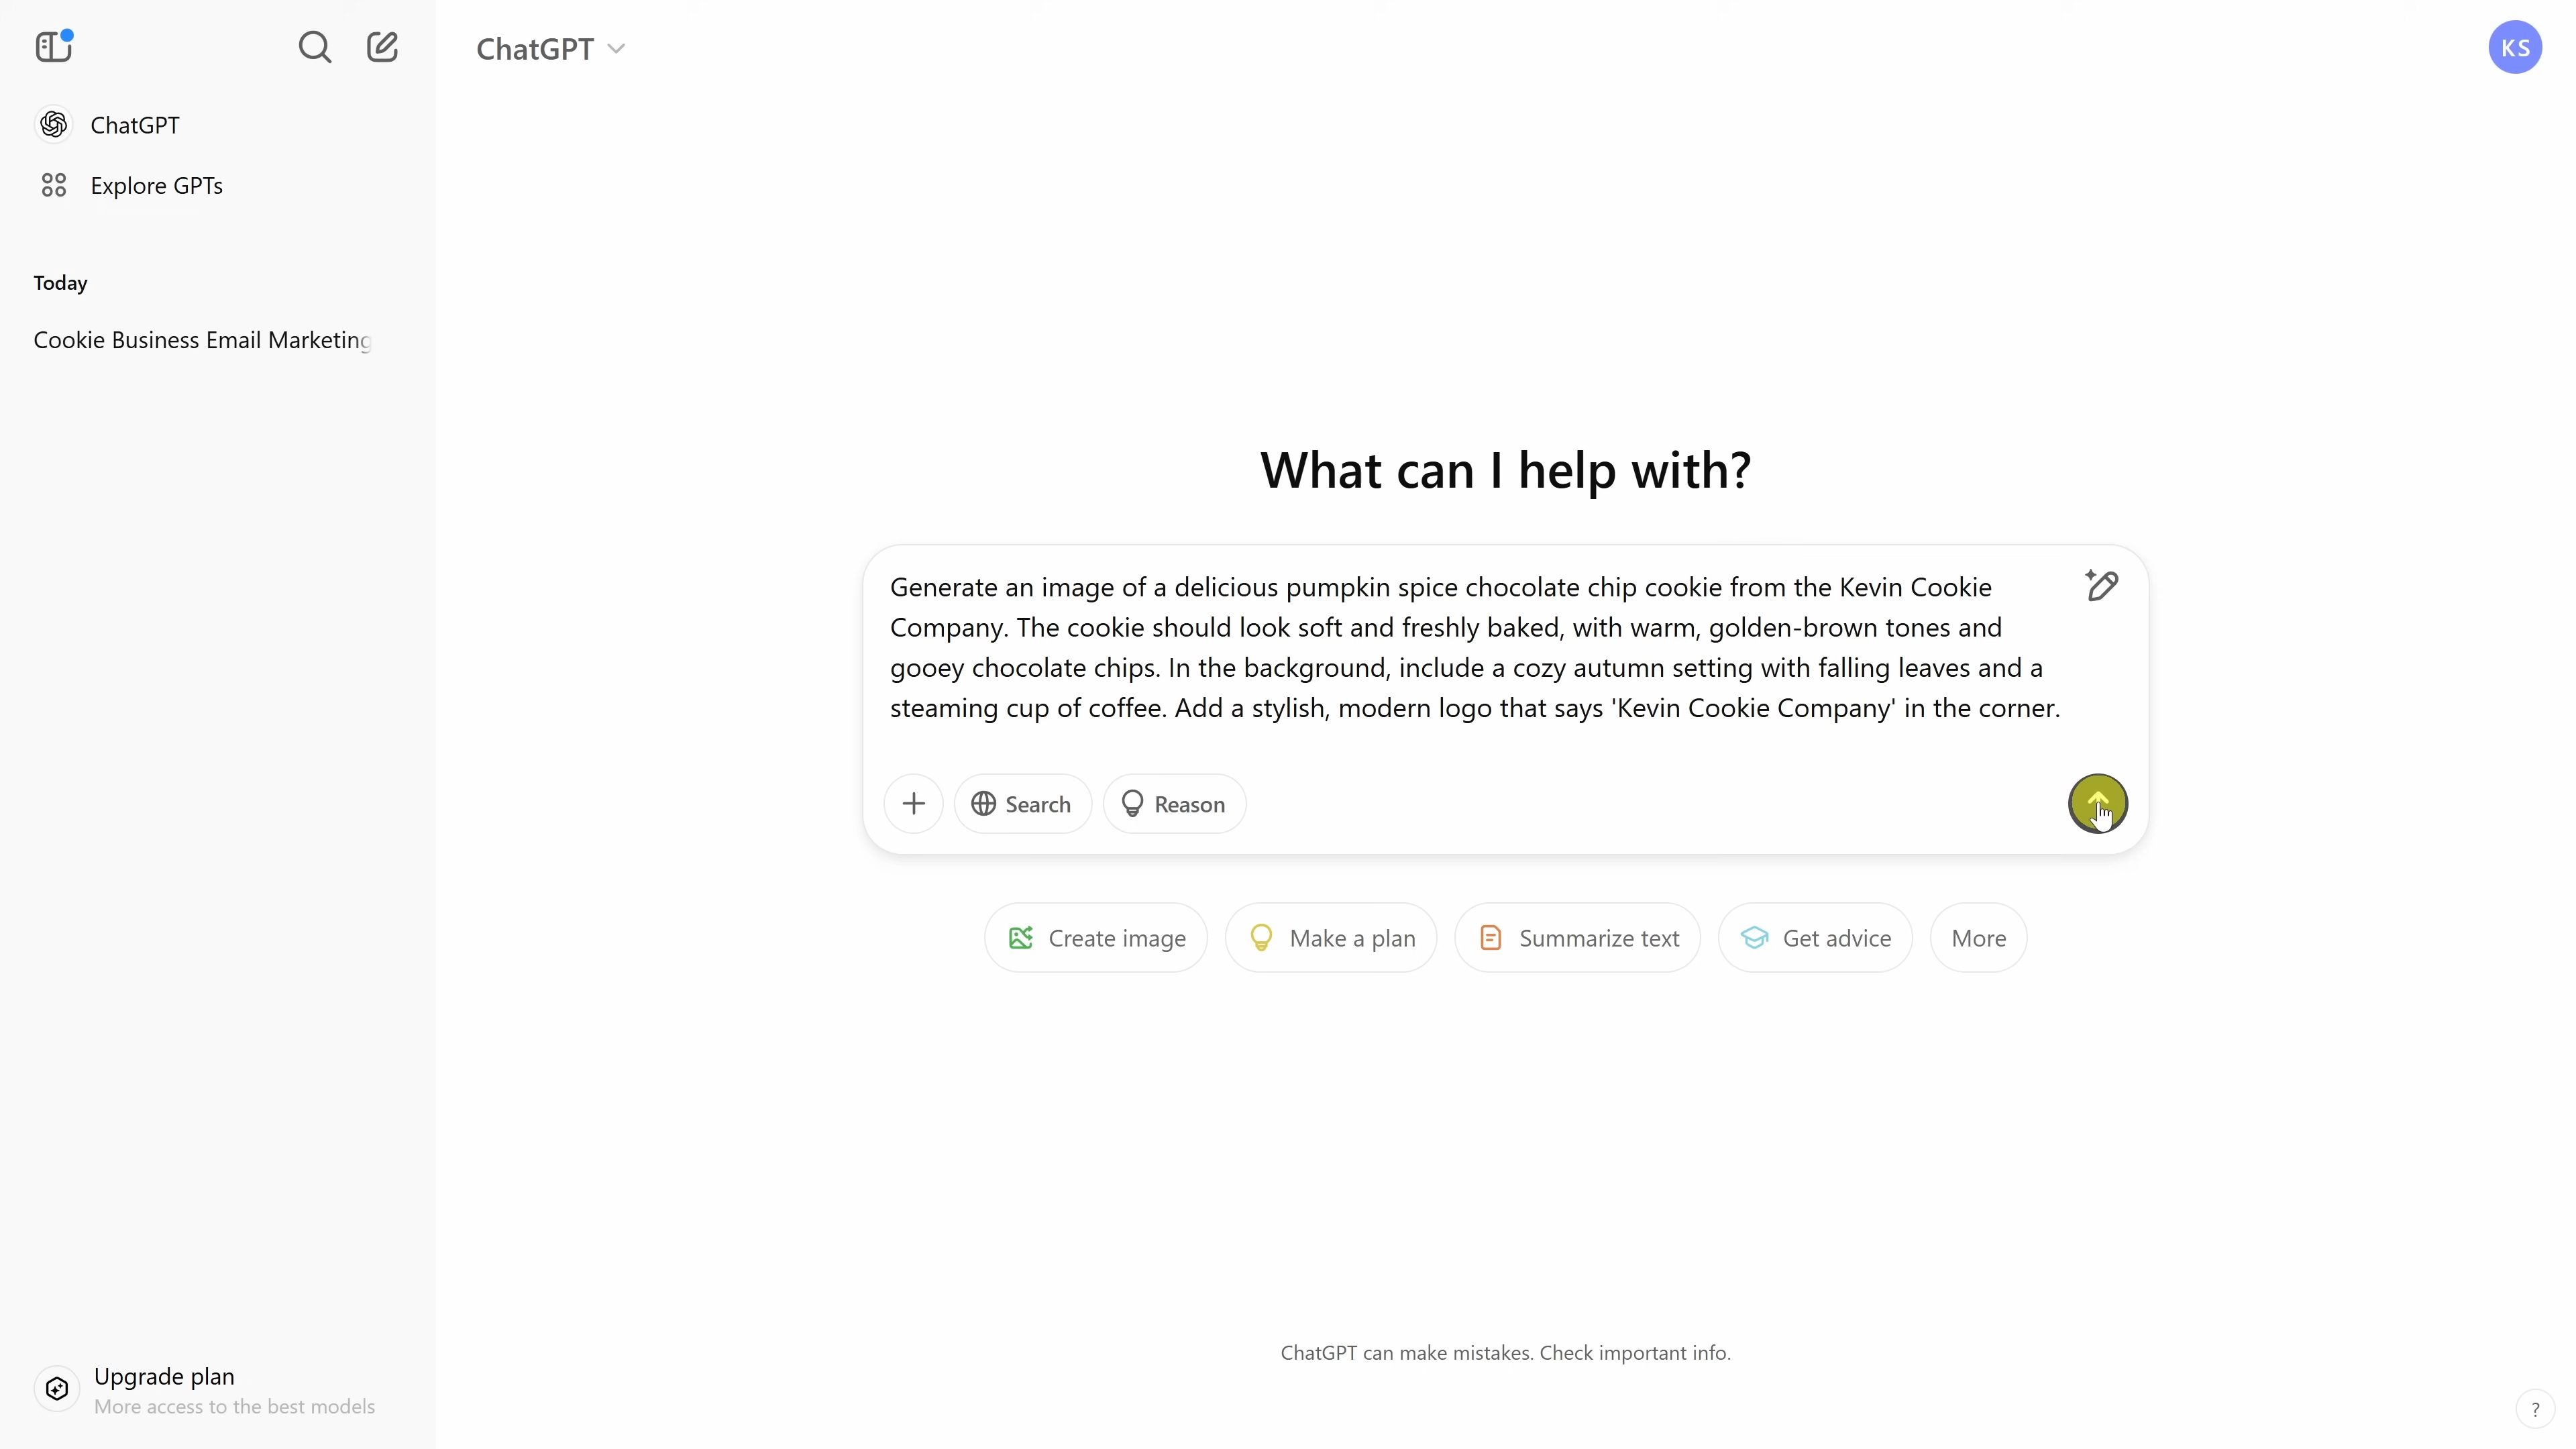 ChatGPT
KS
ChatGPT
Explore GPTs
Today
Cookie Business Email Marketing
What can I help with?
Generate an image of a delicious pumpkin spice chocolate chip cookie from the Kevin Cookie
Company. The cookie should look soft and freshly baked, with warm, golden-brown tones and
gooey chocolate chips. In the background, include a cozy autumn setting with falling leaves and a
steaming cup of coffee. Add a stylish, modern logo that says 'Kevin Cookie Company' in the corner.
Search
Reason
Create image
Make a plan
Summarize text
Get advice
More
ChatGPT can make mistakes. Check important info.
Upgrade plan
More access to the best models
?